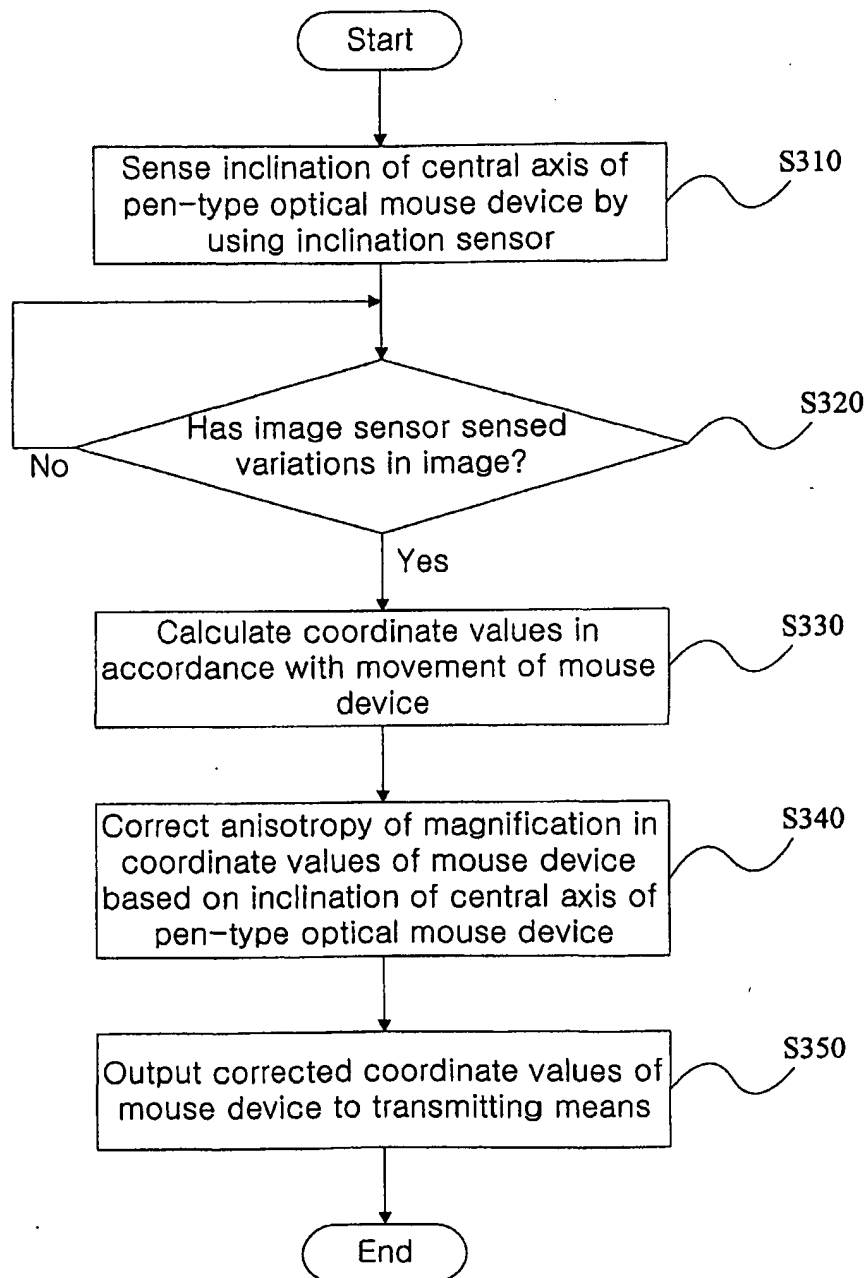 Start
Sense inclination of central axis of
pen-type optical mouse device by
using inclination sensor
S310
Has image sensor sensed
variations in image?
S320
No
Yes
Calculate coordinate values in
accordance with movement of mouse
device
S330
Correct anisotropy of magnification in
coordinate values of mouse device
based on inclination of central axis of
pen-type optical mouse device
S340
Output corrected coordinate values of
mouse device to transmitting means
S350
End